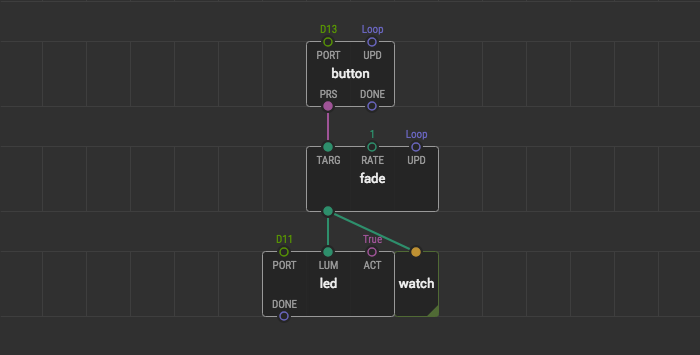 D13 Loop
PORT UPD
button
PRS DONE
1 Loop
TARG RATE UPD
fade
D11 True
PORT LUM ACT
led watch
DONE